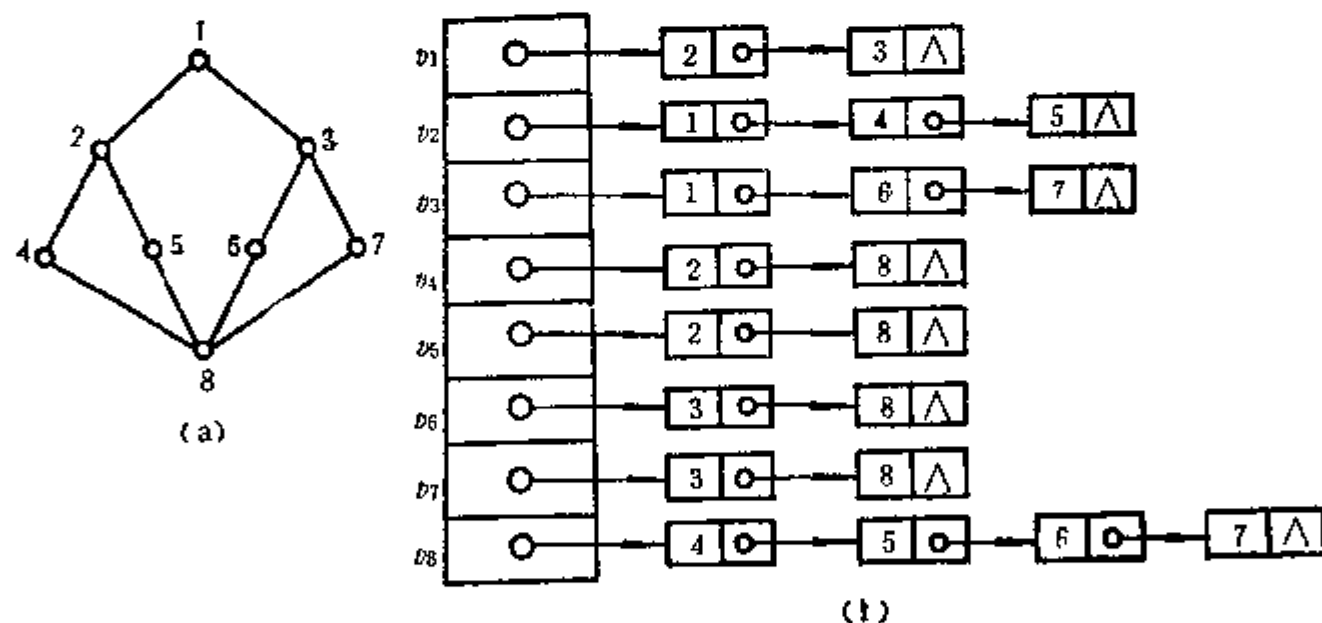 1
2 3
4 5 6 7
8
(a)
v1 2 3 ∧
v2 1 4 5 ∧
v3 1 6 7 ∧
v4 2 8 ∧
v5 2 8 ∧
v6 3 8 ∧
v7 3 8 ∧
v8 4 5 6 7 ∧
(b)